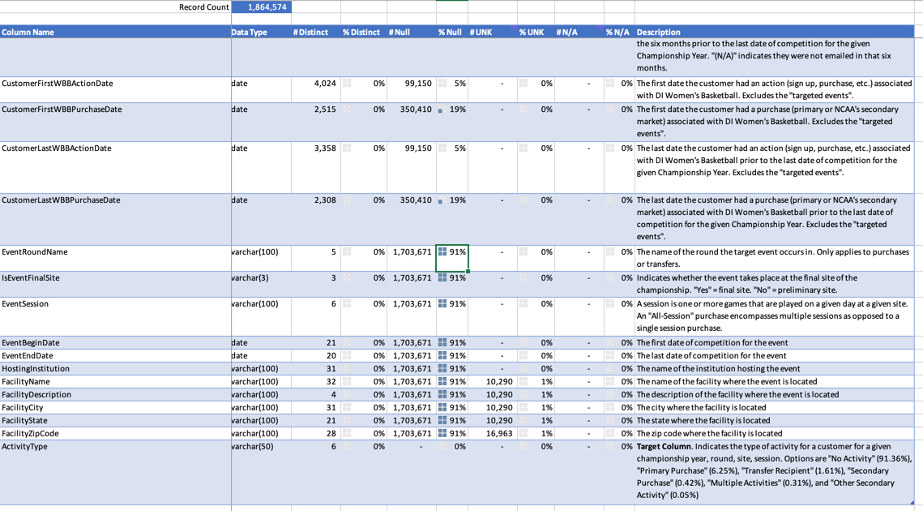 Record Count 1,864,574
Column Name Data Type # Distinct % Distinct # Null % Null # UNK % UNK # N/A % N/A Description
the six months prior to the last date of competition for the given
Championship Year. "(N/A)" indicates they were not emailed in that six
months.
CustomerFirstWBBActionDate date 4,024 0% 99,150 5% - 0% - 0% The first date the customer had an action (sign up, purchase, etc.) associated
with DI Women's Basketball. Excludes the "targeted events".
CustomerFirstWBBPurchaseDate date 2,515 0% 350,410 19% - 0% - 0% The first date the customer had a purchase (primary or NCAA's secondary
market) associated with DI Women's Basketball. Excludes the "targeted
events".
CustomerLastWBBActionDate date 3,358 0% 99,150 5% - 0% - 0% The last date the customer had an action (sign up, purchase, etc.) associated
with DI Women's Basketball prior to the last date of competition for the
given Championship Year. Excludes the "targeted events".
CustomerLastWBBPurchaseDate date 2,308 0% 350,410 19% - 0% - 0% The last date the customer had a purchase (primary or NCAA's secondary
market) associated with DI Women's Basketball prior to the last date of
competition for the given Championship Year. Excludes the "targeted
events".
EventRoundName varchar(100) 5 0% 1,703,671 91% - 0% - 0% The name of the round the target event occurs in. Only applies to purchases
or transfers.
IsEventFinalSite varchar(3) 3 0% 1,703,671 91% - 0% - 0% Indicates whether the event takes place at the final site of the
championship. "Yes" = final site. "No" = preliminary site.
EventSession varchar(100) 6 0% 1,703,671 91% - 0% - 0% A session is one or more games that are played on a given day at a given site.
An "All-Session" purchase encompasses multiple sessions as opposed to a
single session purchase.
EventBeginDate date 21 0% 1,703,671 91% - 0% - 0% The first date of competition for the event
EventEndDate date 20 0% 1,703,671 91% - 0% - 0% The last date of competition for the event
HostingInstitution varchar(100) 31 0% 1,703,671 91% - 0% - 0% The name of the institution hosting the event
FacilityName varchar(100) 32 0% 1,703,671 91% 10,290 1% - 0% The name of the facility where the event is located
FacilityDescription varchar(100) 4 0% 1,703,671 91% 10,290 1% - 0% The description of the facility where the event is located
FacilityCity varchar(100) 31 0% 1,703,671 91% 10,290 1% - 0% The city where the facility is located
FacilityState varchar(100) 21 0% 1,703,671 91% 10,290 1% - 0% The state where the facility is located
FacilityZipCode varchar(100) 28 0% 1,703,671 91% 16,963 1% - 0% The zip code where the facility is located
ActivityType varchar(50) 6 0% - 0% - 0% - 0% Target Column. Indicates the type of activity for a customer for a given
championship year, round, site, session. Options are "No Activity" (91.36%),
"Primary Purchase" (6.25%), "Transfer Recipient" (1.61%), "Secondary
Purchase" (0.42%), "Multiple Activities" (0.31%), and "Other Secondary
Activity" (0.05%)